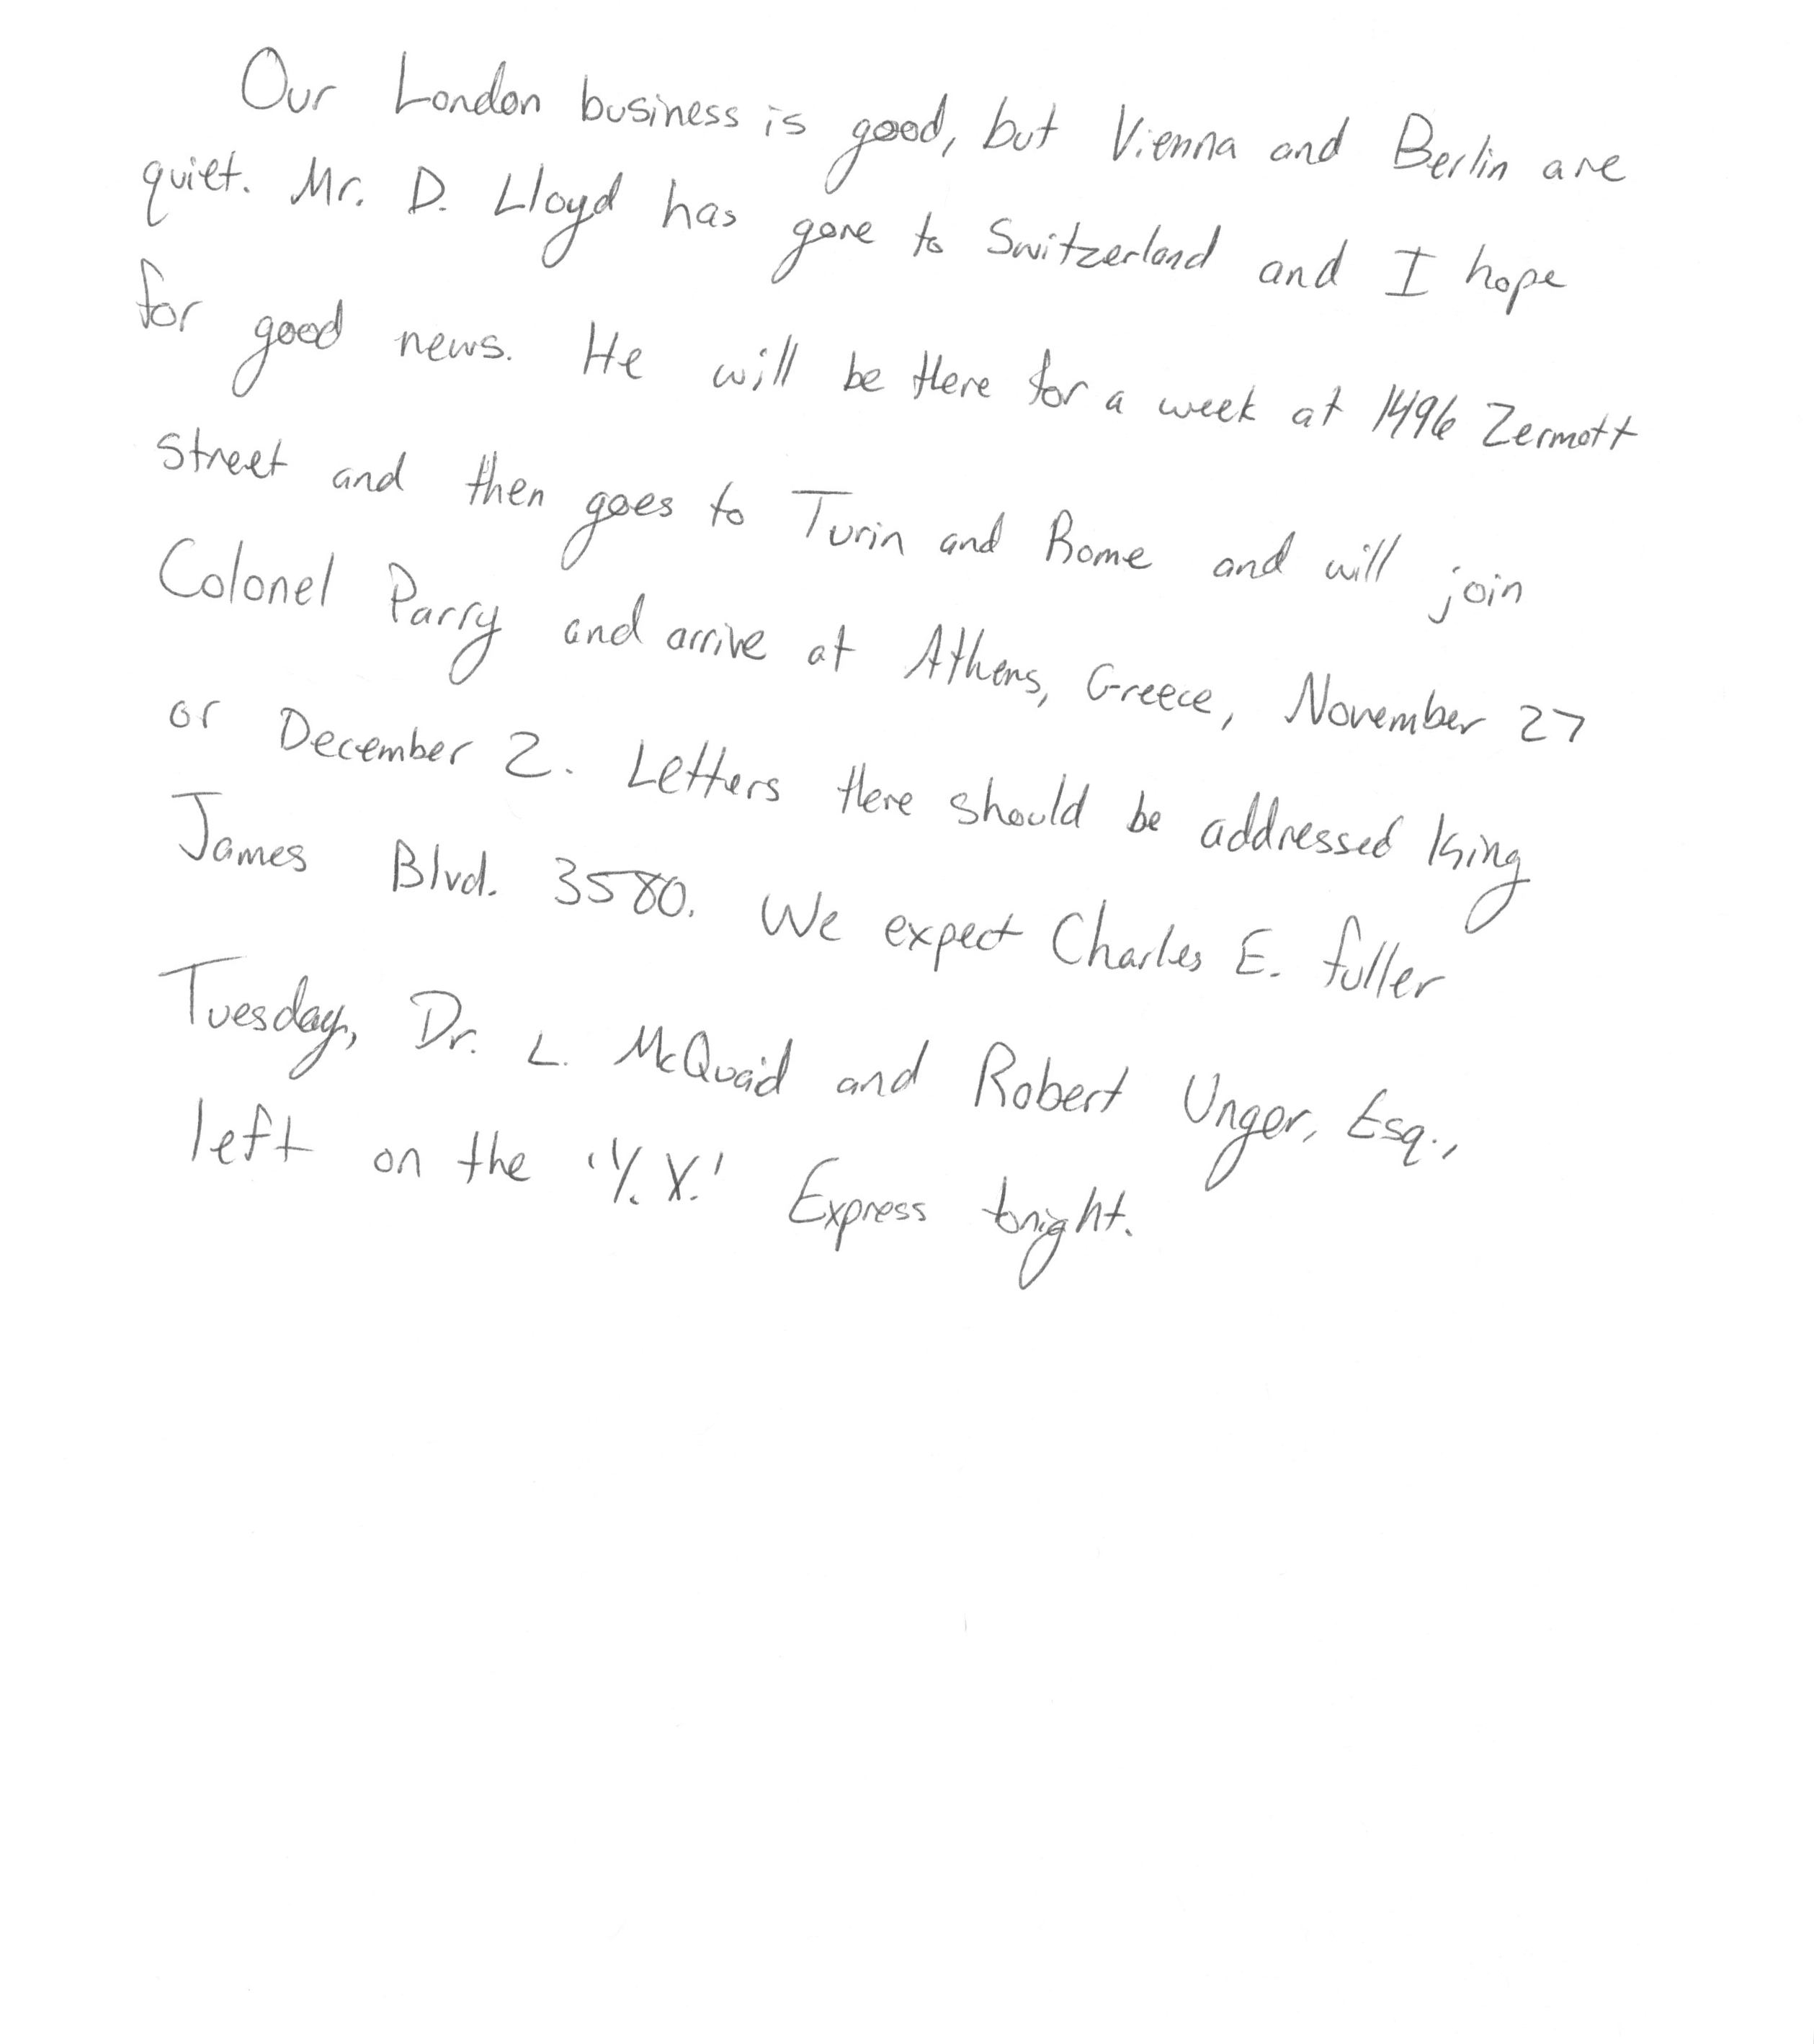 Our London business is good, but Vienna and Berlin are
quiet. Mr. D. Lloyd has gone to Switzerland and I hope
for good news. He will be there for a week at 1496 Zermott
street and then goes to Turin and Rome and will join
Colonel Parry and arrive at Athens, Greece, November 27
or December 2. Letters there should be addressed King
James Blvd. 3580. We expect Charles E. fuller
Tuesday, Dr. L. McQuaid and Robert Unger, Esq.,
left on the 'Y.X.' Express tonight.